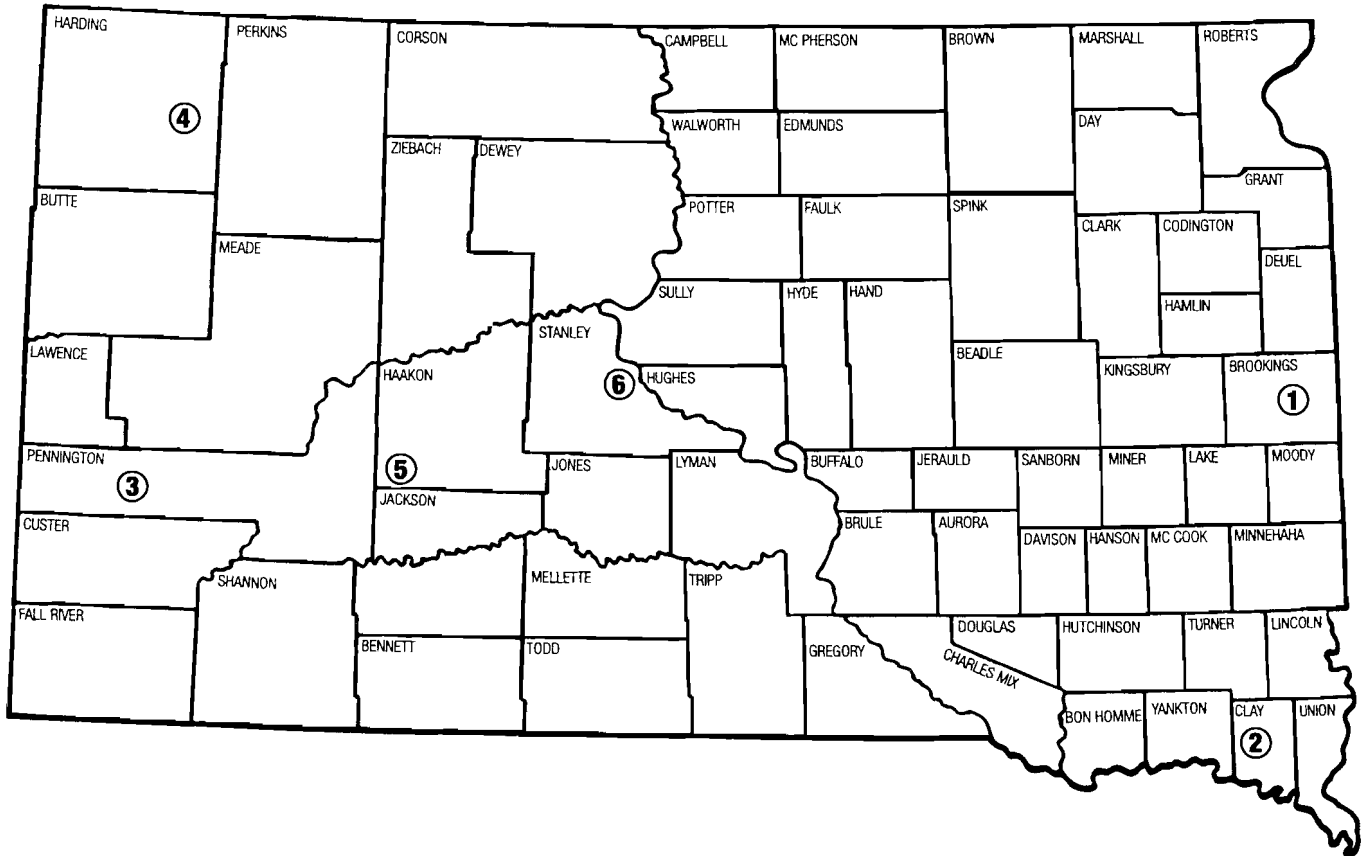 HARDING
PERKINS
CORSON
CAMPBELL
MC PHERSON
BROWN
MARSHALL
ROBERTS
4
WALWORTH
EDMUNDS
DAY
ZIEBACH
DEWEY
GRANT
BUTTE
POTTER
FAULK
SPINK
CLARK
CODINGTON
MEADE
DEUEL
SULLY
HYDE
HAND
HAMLIN
STANLEY
LAWENCE
BEADLE
KINGSBURY
BROOKINGS
HAAKON
6
HUGHES
1
PENNINGTON
3
5
JONES
LYMAN
BUFFALO
JERAULD
SANBORN
MINER
LAKE
MOODY
JACKSON
CUSTER
BRULE
AURORA
DAVISON
HANSON
MC COOK
MINNEHAHA
SHANNON
MELLETTE
TRIPP
FALL RIVER
BENNETT
TODD
GREGORY
DOUGLAS
HUTCHINSON
TURNER
LINCOLN
CHARLES MIX
BON HOMME
YANKTON
CLAY
UNION
2